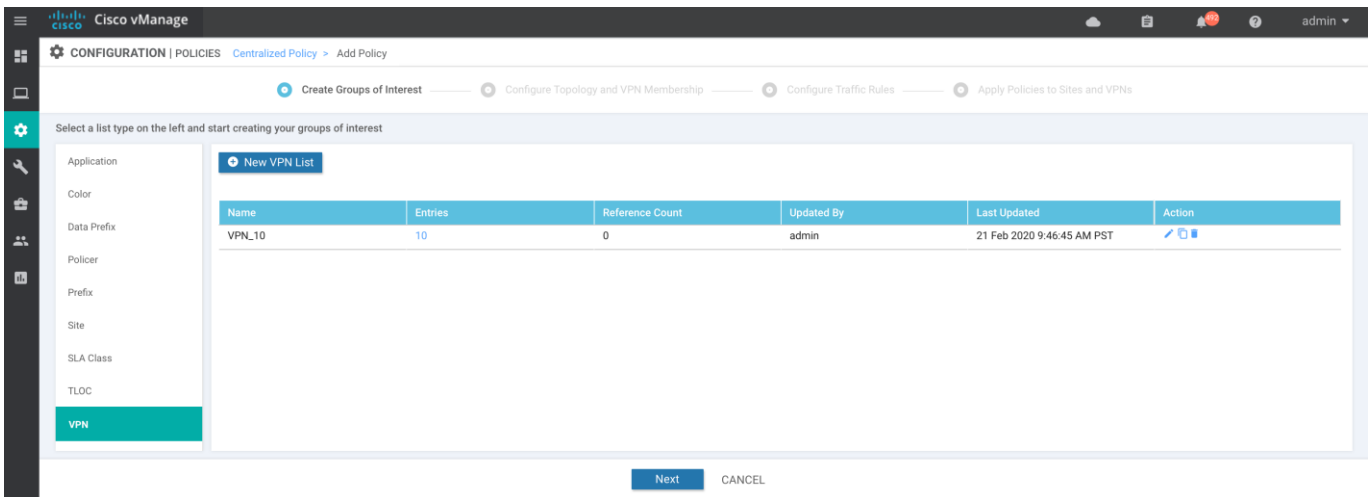 cisco Cisco vManage 492 admin
CONFIGURATION | POLICIES Centralized Policy > Add Policy
Create Groups of Interest Configure Topology and VPN Membership Configure Traffic Rules Apply Policies to Sites and VPNs
Select a list type on the left and start creating your groups of interest
Application
Color
Data Prefix
Policer
Prefix
Site
SLA Class
TLOC
VPN
New VPN List
Name Entries Reference Count Updated By Last Updated Action
VPN_10 10 0 admin 21 Feb 2020 9:46:45 AM PST
Next CANCEL